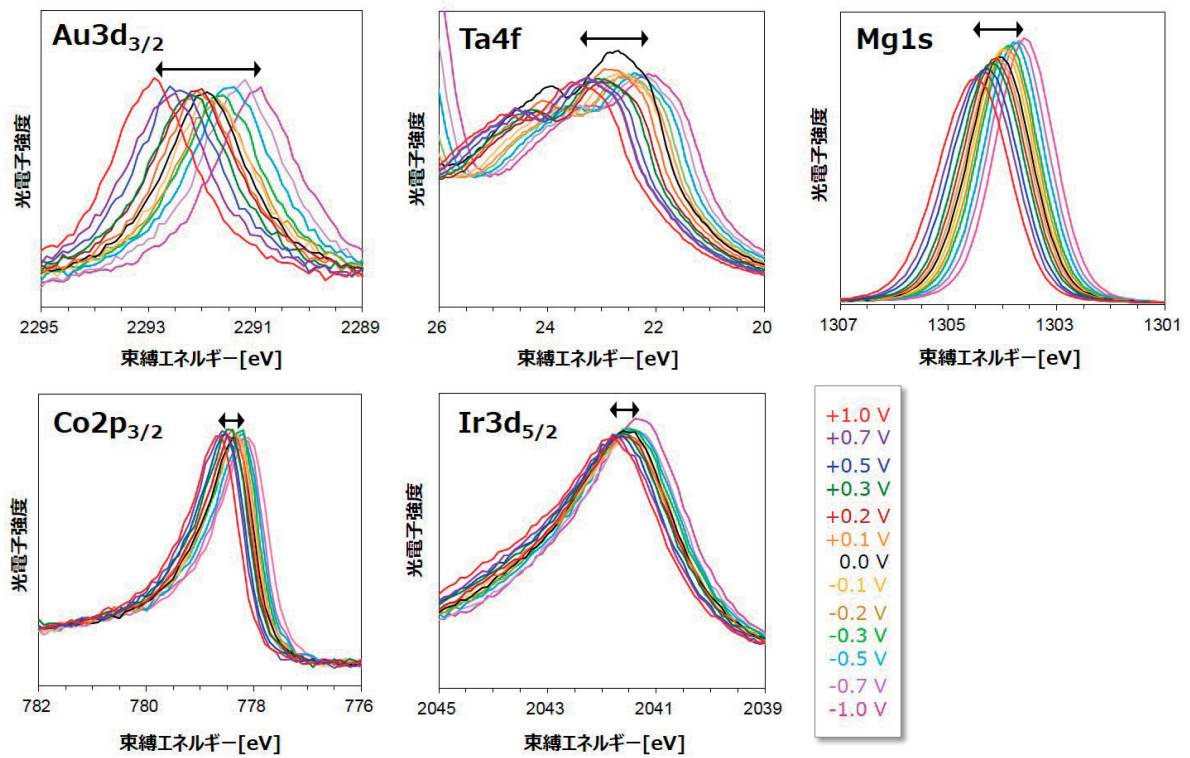 Au3d3/2
光電子強度
2295 2293 2291 2289
束縛エネルギー[eV]
Ta4f
光電子強度
26 24 22 20
束縛エネルギー[eV]
Mg1s
光電子強度
1307 1305 1303 1301
束縛エネルギー[eV]
Co2p3/2
光電子強度
782 780 778 776
束縛エネルギー[eV]
Ir3d5/2
光電子強度
2045 2043 2041 2039
束縛エネルギー[eV]
+1.0 V
+0.7 V
+0.5 V
+0.3 V
+0.2 V
+0.1 V
0.0 V
-0.1 V
-0.2 V
-0.3 V
-0.5 V
-0.7 V
-1.0 V